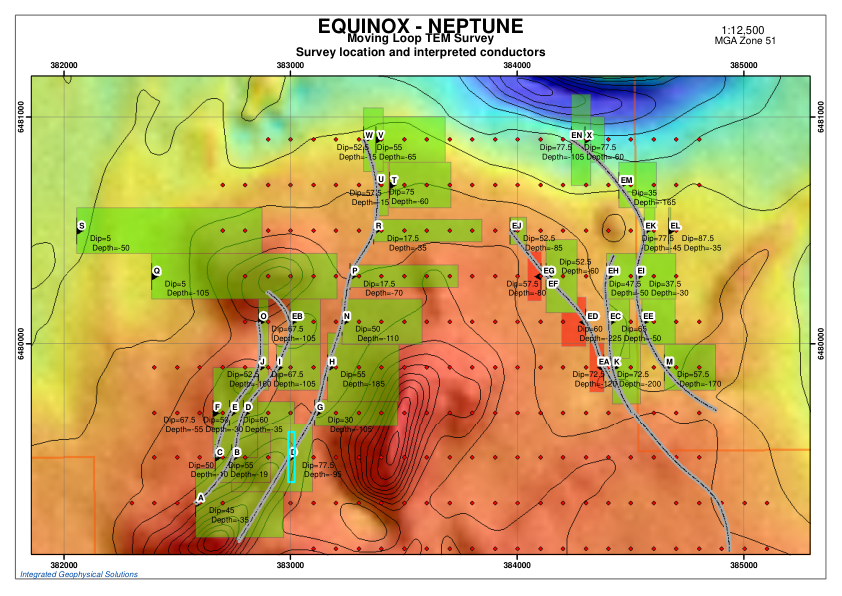 EQUINOX - NEPTUNE
Moving Loop TEM Survey
Survey location and interpreted conductors
1:12,500
MGA Zone 51
382000 383000 384000 385000
6481000 6481000
W V EN X
Dip=52.5 Dip=55 Dip=77.5 Dip=77.5
Depth=-15 Depth=-65 Depth=-105 Depth=-60
U T EM
Dip=57.5 Dip=75 Dip=35
Depth=-15 Depth=-60 Depth=-165
S R EJ EK EL
Dip=5 Dip=17.5 Dip=52.5 Dip=77.5 Dip=87.5
Depth=-50 Depth=-35 Depth=-85 Depth=-45 Depth=-35
Q P EG EF EH EI
Dip=52.5
Depth=-60
Dip=5 Dip=17.5 Dip=57.5 Dip=47.5 Dip=37.5
Depth=-105 Depth=-70 Depth=-80 Depth=-50 Depth=-30
O EB N ED EC EE
Dip=67.5 Dip=50 Dip=60 Dip=65
Depth=-105 Depth=-110 Depth=-225 Depth=-50
6480000 6480000
J I H EA K M
Dip=52.5 Dip=67.5 Dip=55 Dip=72.5 Dip=72.5 Dip=57.5
Depth=-160 Depth=-105 Depth=-185 Depth=-120 Depth=-200 Depth=-170
F E D G
Dip=67.5 Dip=60 Dip=30
Depth=-55 Depth=-30 Depth=-35 Depth=-105
C B
Dip=50 Dip=55 Dip=77.5
Depth=-10 Depth=-19 Depth=-95
A
Dip=45
Depth=-35
382000 383000 384000 385000
Integrated Geophysical Solutions